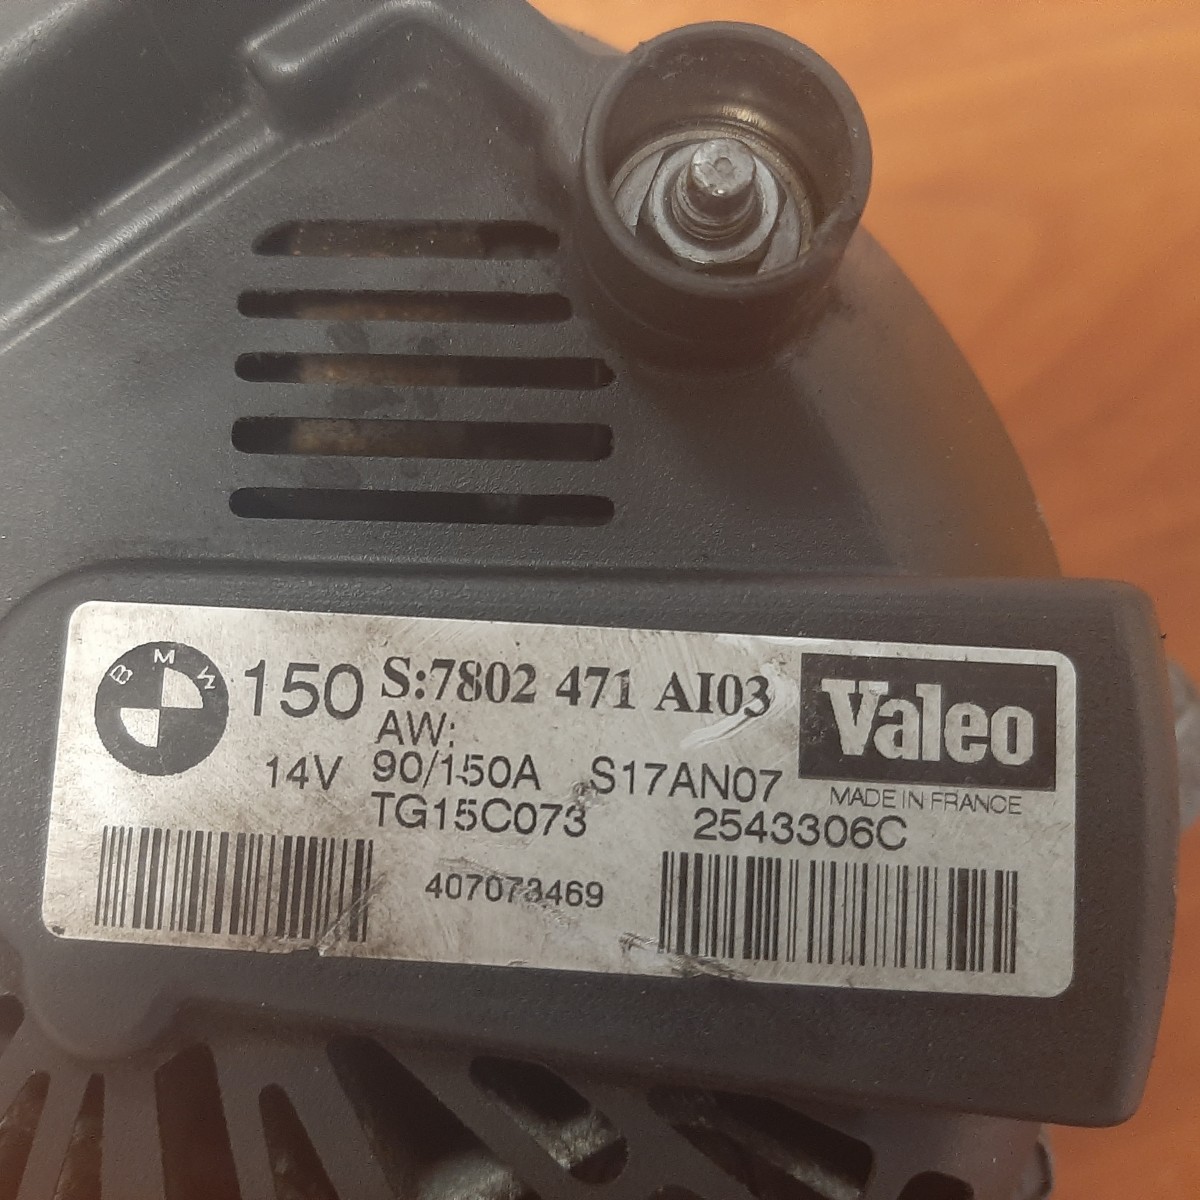 BMW
150 S:7802 471 AI03
AW:
Valeo
14V 90/150A S17AN07
MADE IN FRANCE
TG15C073 2543306C
407073469